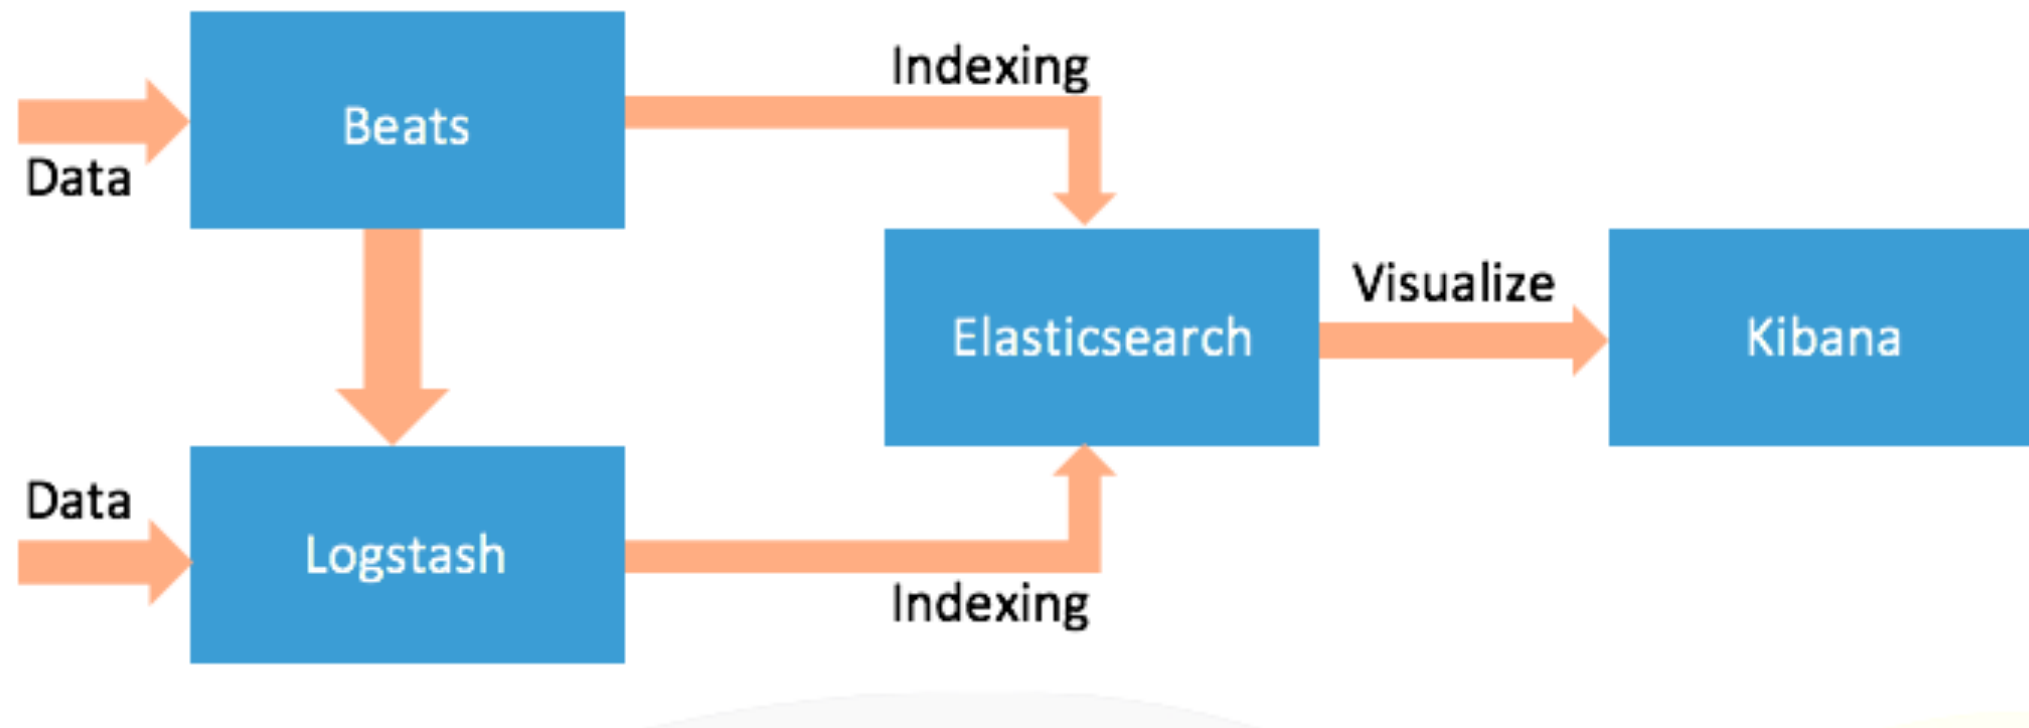 Indexing
Beats
Data
Visualize
Elasticsearch
Kibana
Data
Logstash
Indexing